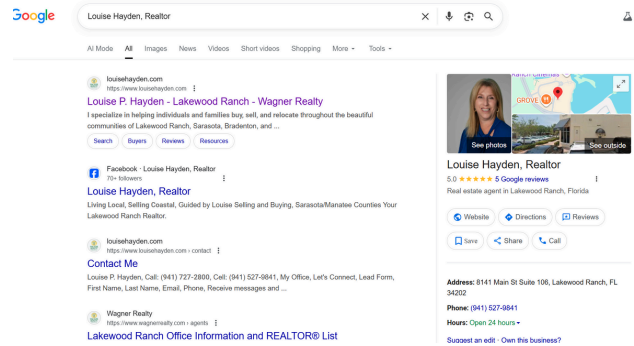 Google
Louise Hayden, Realtor
AI Mode All Images News Videos Short videos Shopping More Tools
louisehayden.com
https://www.louisehayden.com
Louise P. Hayden - Lakewood Ranch - Wagner Realty
I specialize in helping individuals and families buy, sell, and relocate throughout the beautiful
communities of Lakewood Ranch, Sarasota, Bradenton, and ...
Search Buyers Reviews Resources
Facebook · Louise Hayden, Realtor
70+ followers
Louise Hayden, Realtor
Living Local, Selling Coastal, Guided by Louise Selling and Buying, Sarasota/Manatee Counties Your
Lakewood Ranch Realtor.
louisehayden.com
https://www.louisehayden.com › contact
Contact Me
Louise P. Hayden, Call: (941) 727-2800, Cell: (941) 527-9841, My Office, Let's Connect, Lead Form,
First Name, Last Name, Email, Phone, Receive messages and ...
Wagner Realty
https://www.wagnerrealty.com › agents
Lakewood Ranch Office Information and REALTOR® List
Ranch Cinemas
GROVE
See photos
See outside
Louise Hayden, Realtor
5.0 ★★★★★ 5 Google reviews
Real estate agent in Lakewood Ranch, Florida
Website Directions Reviews
Save Share Call
Address: 8141 Main St Suite 106, Lakewood Ranch, FL
34202
Phone: (941) 527-9841
Hours: Open 24 hours
Suggest an edit · Own this business?